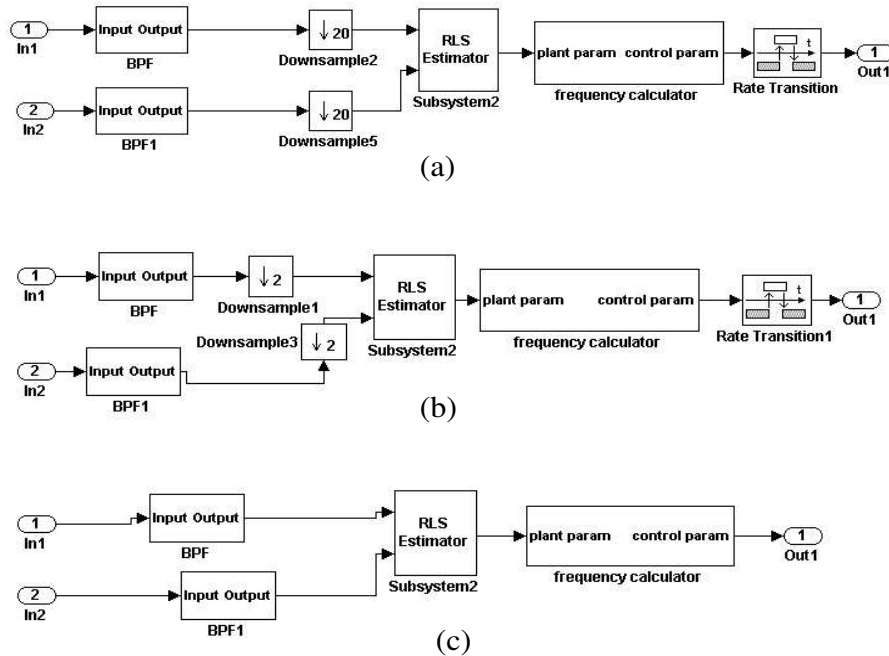 1
In1
Input Output
BPF
↓ 20
Downsample2
RLS
Estimator
Subsystem2
plant param control param
frequency calculator
t
Rate Transition
1
Out1
2
In2
Input Output
BPF1
↓ 20
Downsample5
(a)
1
In1
Input Output
BPF
↓ 2
Downsample1
RLS
Estimator
Subsystem2
plant param control param
frequency calculator
t
Rate Transition1
1
Out1
Downsample3
↓ 2
2
In2
Input Output
BPF1
(b)
1
In1
Input Output
BPF
RLS
Estimator
Subsystem2
plant param control param
frequency calculator
1
Out1
2
In2
Input Output
BPF1
(c)